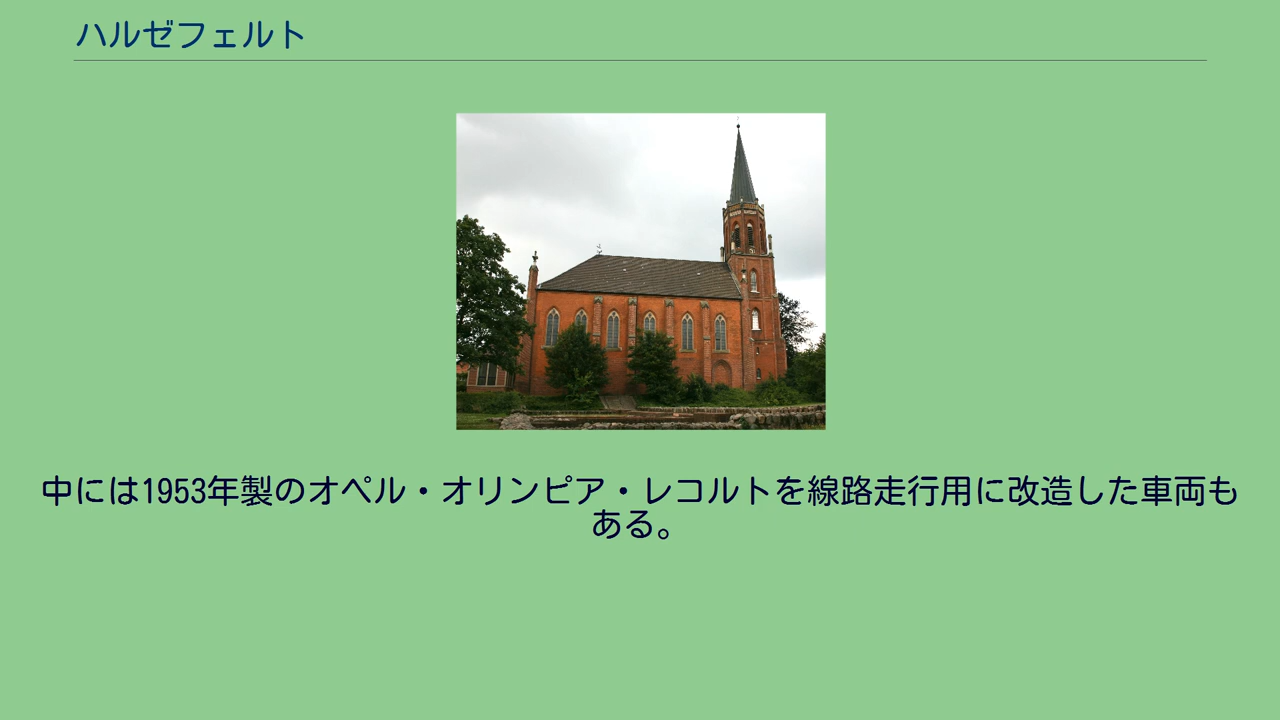 ハルゼフェルト
中には1953年製のオペル・オリンピア・レコルトを線路走行用に改造した車両も
ある。